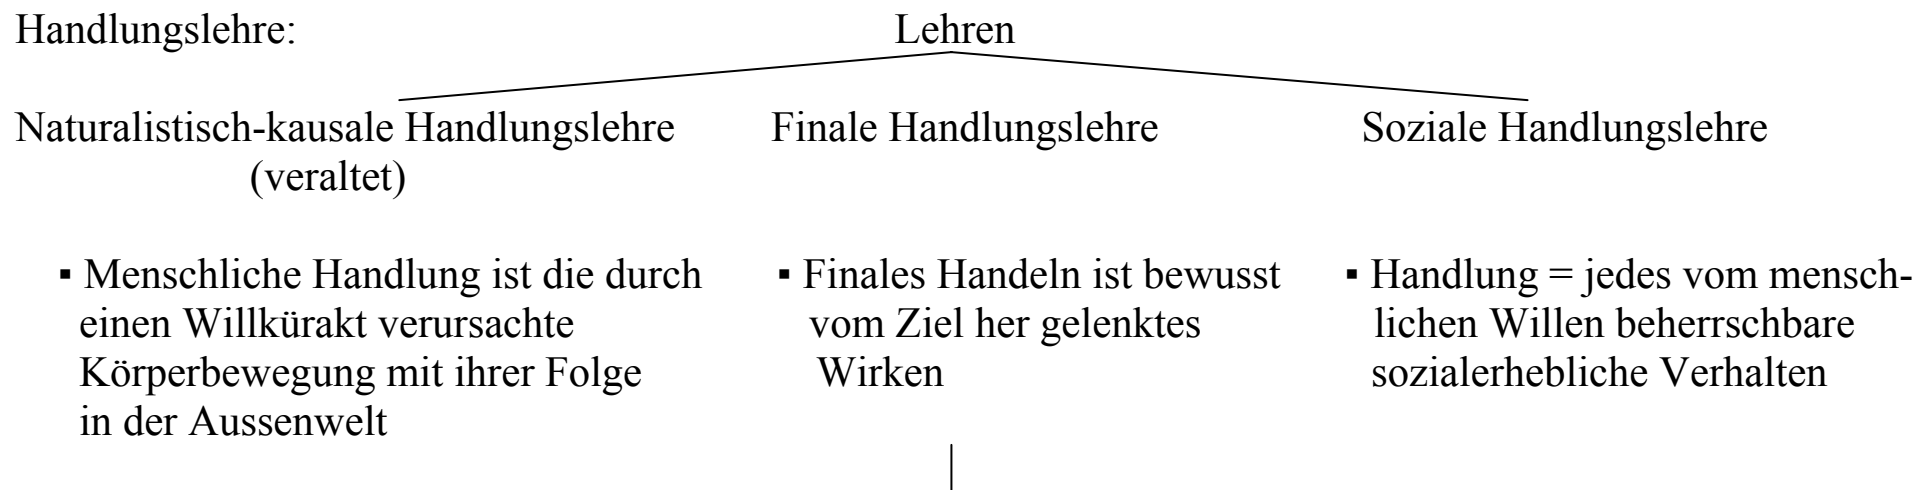 Handlungslehre: Lehren
Naturalistisch-kausale Handlungslehre
(veraltet)
▪ Menschliche Handlung ist die durch
einen Willkürakt verursachte
Körperbewegung mit ihrer Folge
in der Aussenwelt
Finale Handlungslehre
▪ Finales Handeln ist bewusst
vom Ziel her gelenktes
Wirken
Soziale Handlungslehre
▪ Handlung = jedes vom mensch-
lichen Willen beherrschbare
sozialerhebliche Verhalten